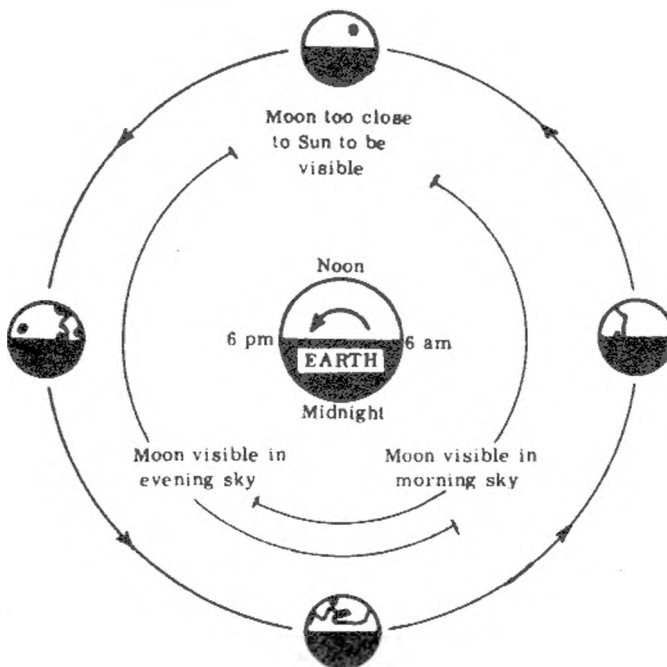 Moon too close
to Sun to be
visible
Noon
6 pm
6 am
EARTH
Midnight
Moon visible in
evening sky
Moon visible in
morning sky